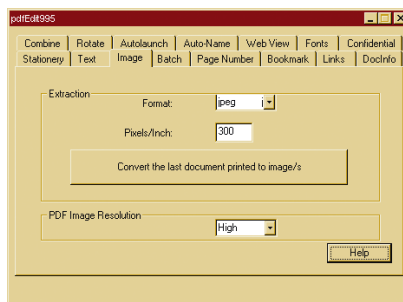 pdfEdit995
Combine Rotate Autolaunch Auto-Name Web View Fonts Confidential
Stationery Text Image Batch Page Number Bookmark Links DocInfo
Extraction
Format: jpeg
Pixels/Inch: 300
Convert the last document printed to image/s
PDF Image Resolution
High
Help